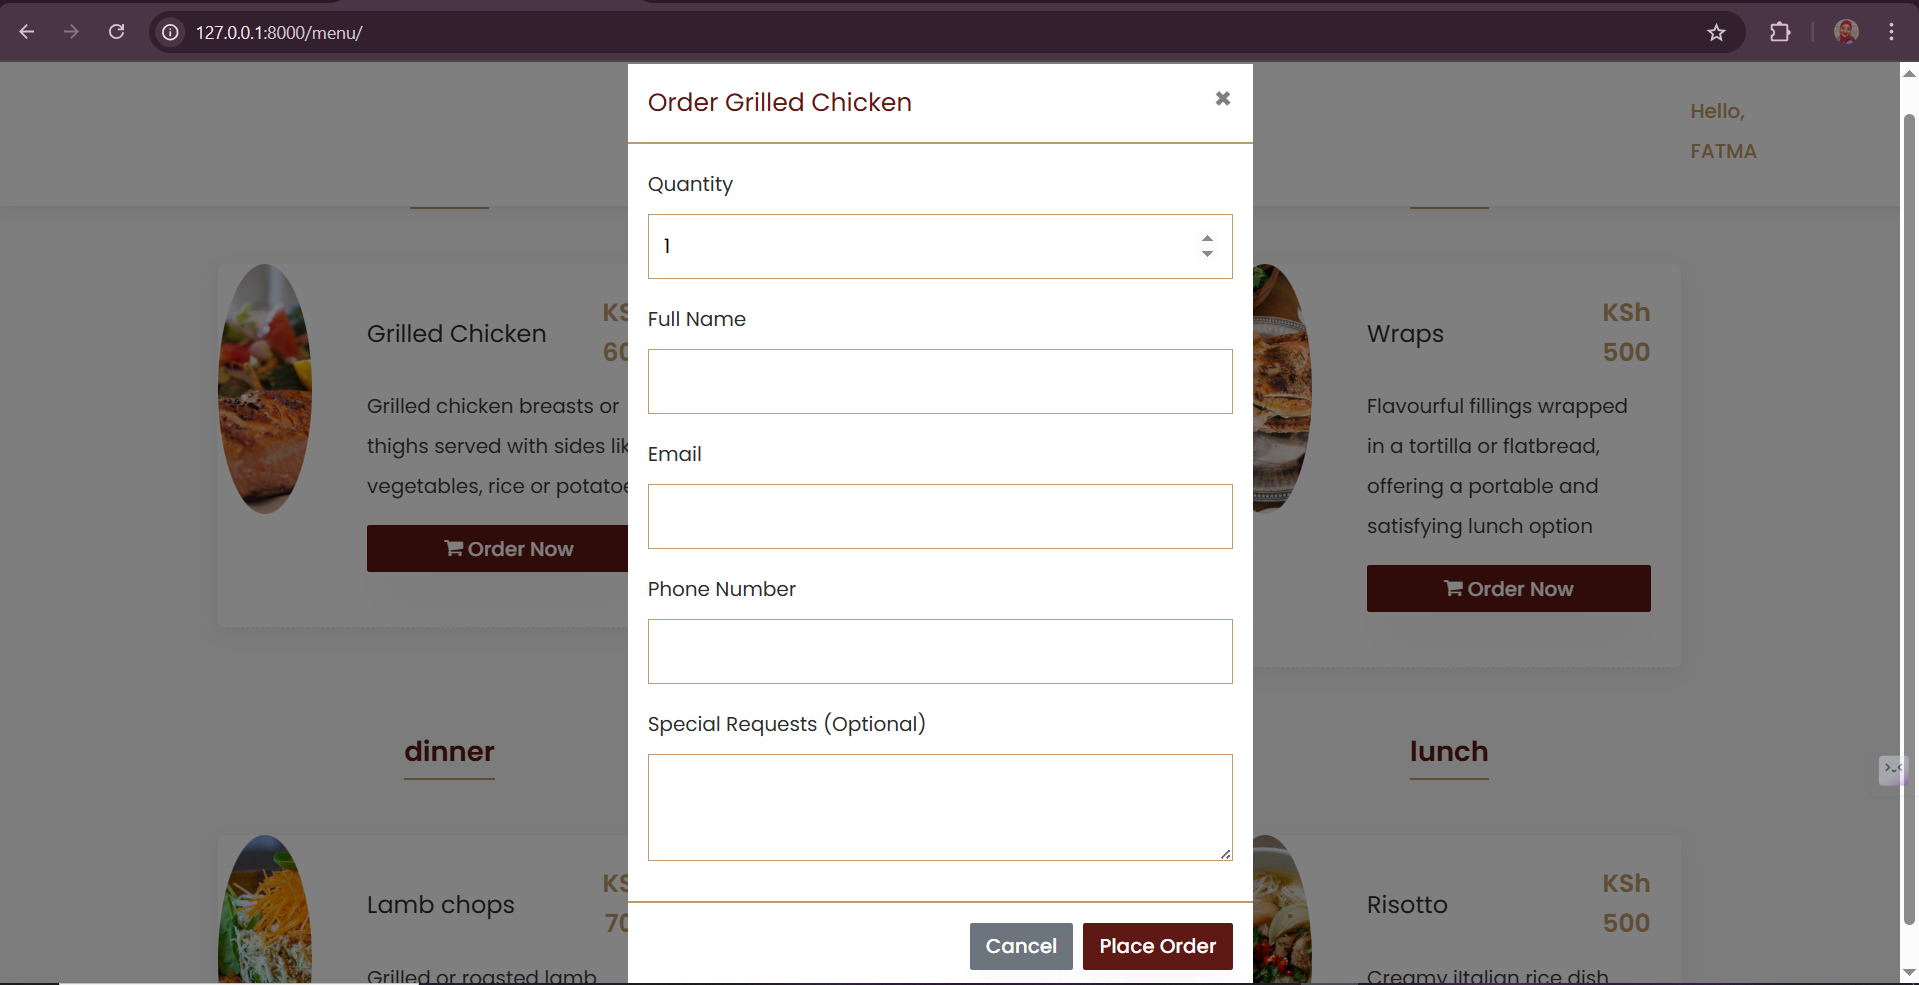 127.0.0.1:8000/menu/
Hello,
FATMA
Order Grilled Chicken
Quantity
1
Full Name
Email
Phone Number
Special Requests (Optional)
Cancel
Place Order
Grilled Chicken
KS
60
Grilled chicken breasts or
thighs served with sides lik
vegetables, rice or potatoe
Order Now
Wraps
KSh
500
Flavourful fillings wrapped
in a tortilla or flatbread,
offering a portable and
satisfying lunch option
Order Now
dinner
Lamb chops
KS
70
Grilled or roasted lamb
lunch
Risotto
KSh
500
Creamy iItalian rice dish